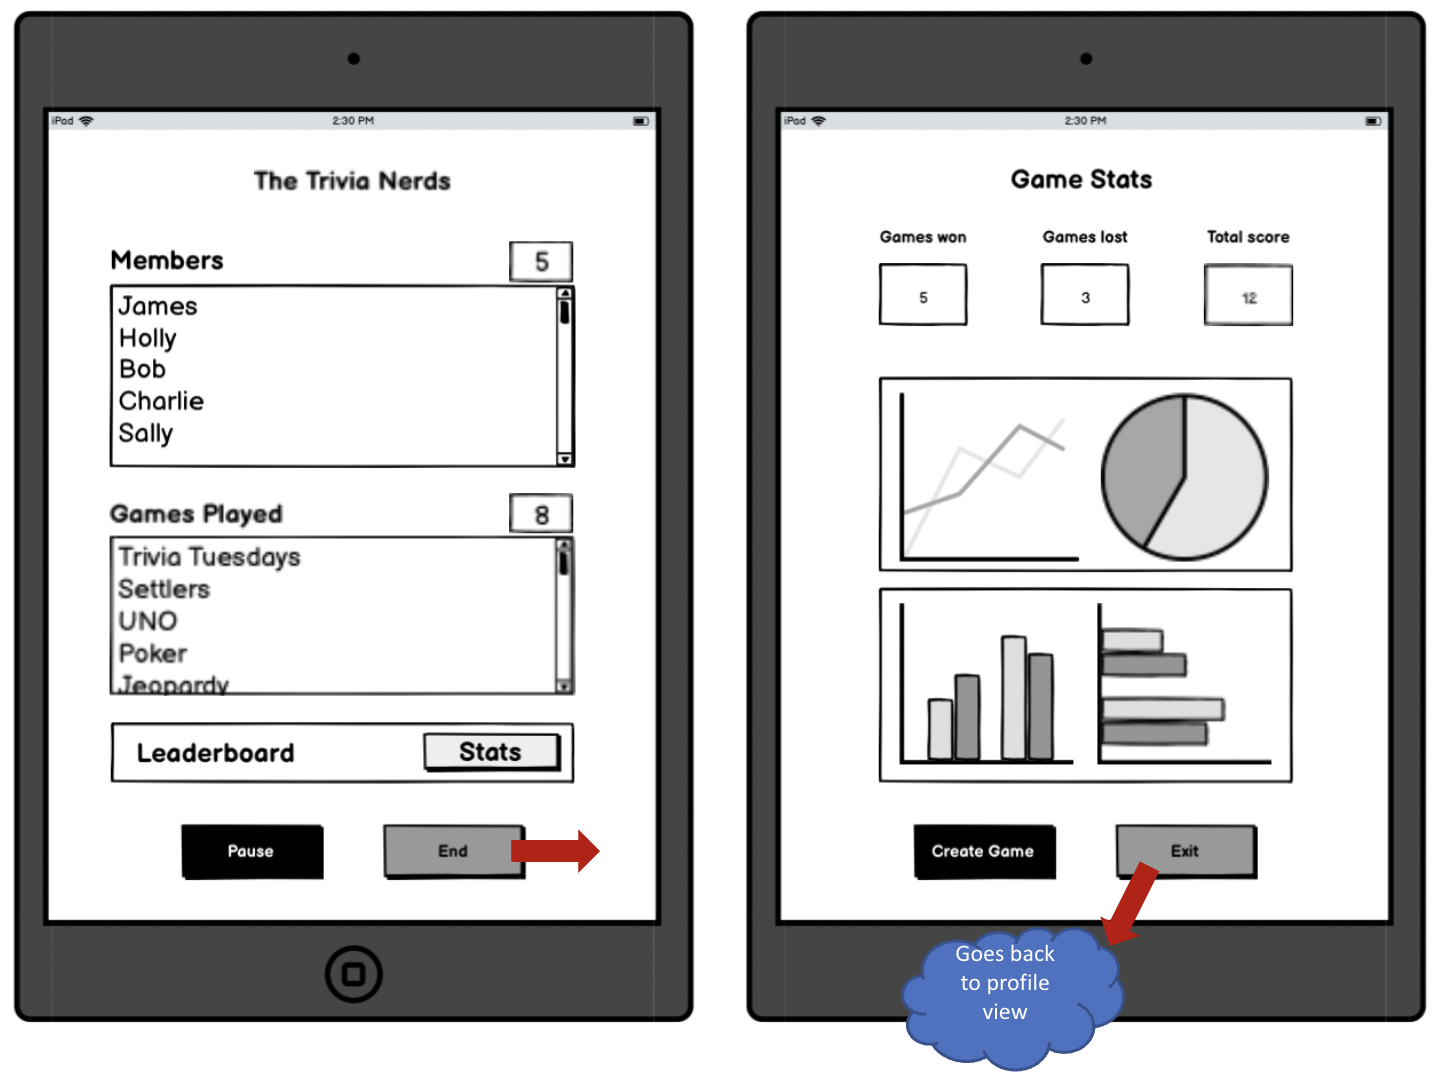 iPad
2:30 PM
The Trivia Nerds
Members
5
James
Holly
Bob
Charlie
Sally
Games Played
8
Trivia Tuesdays
Settlers
UNO
Poker
Jeopardy
Leaderboard
Stats
Pause
End
iPad
2:30 PM
Game Stats
Games won
Games lost
Total score
5
3
12
Create Game
Exit
Goes back
to profile
view